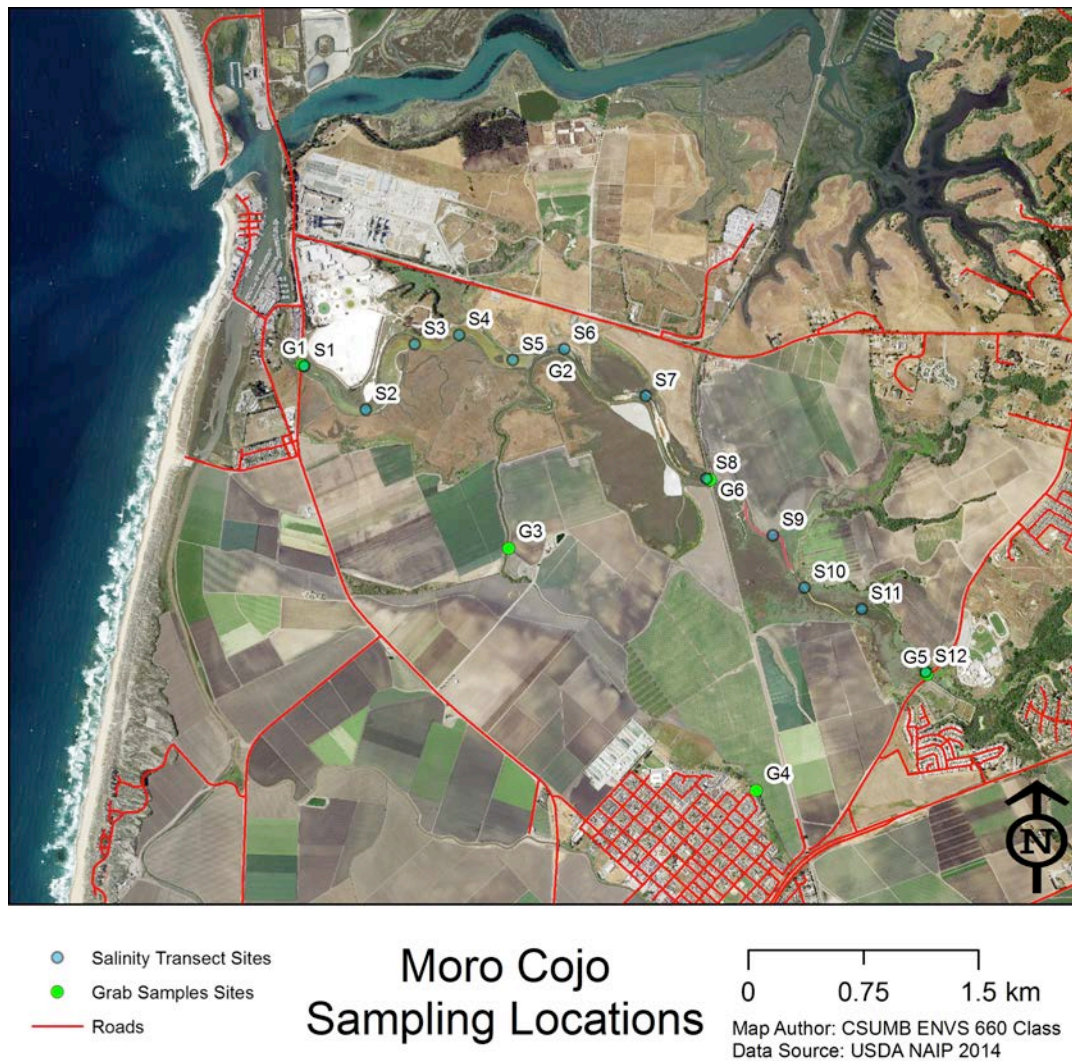 S4
S3
S6
S5
G1
S1
G2
S7
S2
S8
G6
S9
G3
S10
S11
G5
S12
G4
N
Salinity Transect Sites
Grab Samples Sites
Roads
Moro Cojo
Sampling Locations
0 0.75 1.5 km
Map Author: CSUMB ENVS 660 Class
Data Source: USDA NAIP 2014